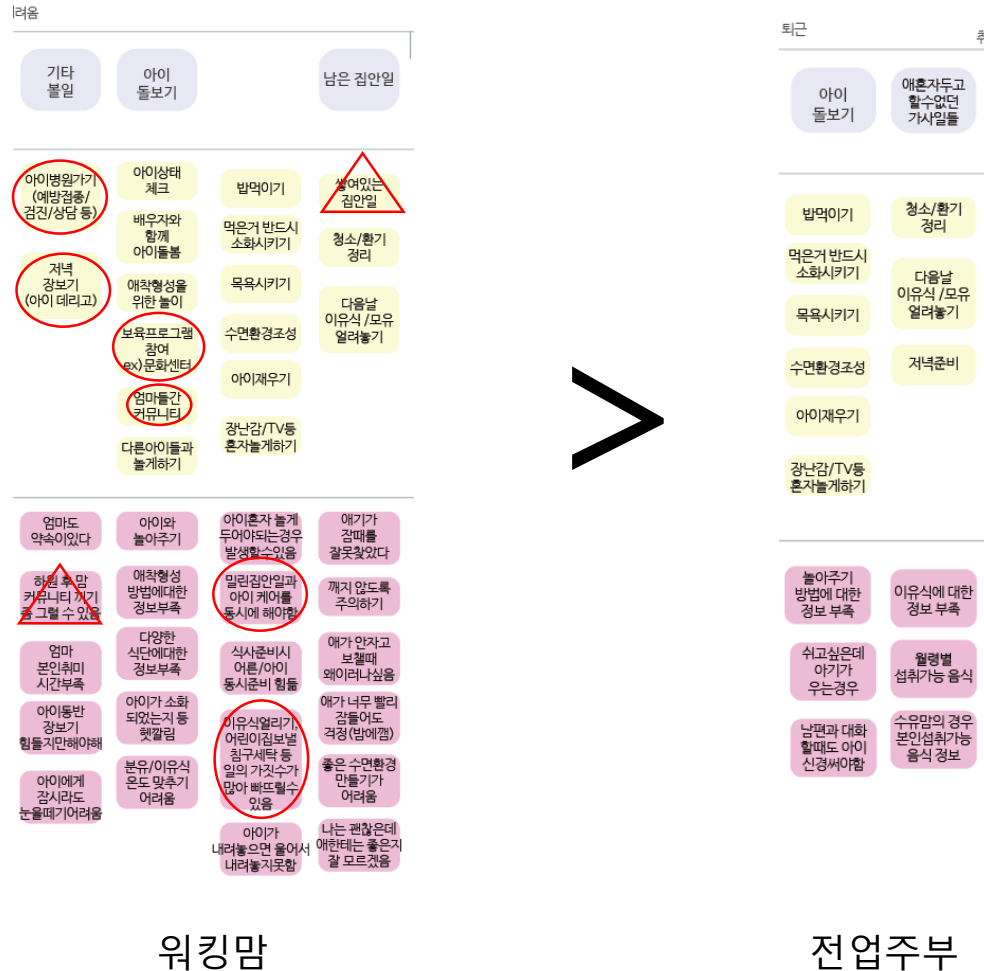 려움
기타
볼일
아이
돌보기
남은 집안일
아이병원가기
(예방접종/
검진/상담 등)
저녁
장보기
(아이 데리고)
아이상태
체크
배우자와
함께
아이돌봄
애착형성을
위한 놀이
보육프로그램
참여
ex)문화센터
엄마들간
커뮤니티
다른아이들과
놀게하기
밥먹이기
먹은거 반드시
소화시키기
목욕시키기
수면환경조성
아이재우기
장난감/TV등
혼자놀게하기
쌓여있는
집안일
청소/환기
정리
다음날
이유식 /모유
얼려놓기
엄마도
약속이있다
하원 후 맘
커뮤니티 끼기
좀 그럴 수 있음
엄마
본인취미
시간부족
아이동반
장보기
힘들지만해야해
아이에게
잠시라도
눈을떼기어려움
아이와
놀아주기
애착형성
방법에대한
정보부족
다양한
식단에대한
정보부족
아이가 소화
되었는지 등
헷갈림
분유/이유식
온도 맞추기
어려움
아이혼자 놀게
두어야되는경우
발생할수있음
밀린집안일과
아이 케어를
동시에 해야함
식사준비시
어른/아이
동시준비 힘듦
이유식얼리기,
어린이집보낼
침구세탁 등
일의 가짓수가
많아 빠뜨릴수
있음
아이가
내려놓으면 울어서
내려놓지못함
애기가
잠때를
잘못찾았다
깨지 않도록
주의하기
애가 안자고
보챌때
왜이러나싶음
애가 너무 빨리
잠들어도
걱정(밤에깰)
좋은 수면환경
만들기가
어려움
나는 괜찮은데
애한테는 좋은지
잘 모르겠음
워킹맘
>
퇴근
아이
돌보기
애혼자두고
할수없던
가사일들
밥먹이기
먹은거 반드시
소화시키기
목욕시키기
수면환경조성
아이재우기
장난감/TV등
혼자놀게하기
청소/환기
정리
다음날
이유식 /모유
얼려놓기
저녁준비
놀아주기
방법에 대한
정보 부족
쉬고싶은데
아기가
우는경우
남편과 대화
할때도 아이
신경써야함
이유식에 대한
정보 부족
월령별
섭취가능 음식
수유맘의 경우
본인섭취가능
음식 정보
전업주부